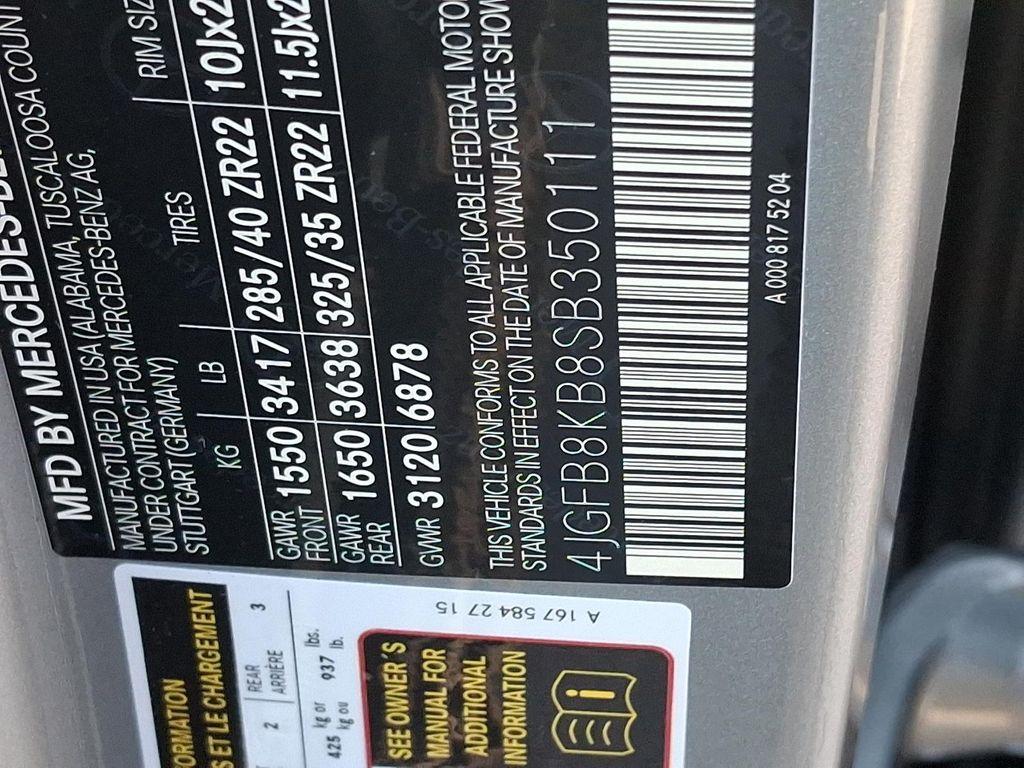 MFD BY MERCEDES-BE
MANUFACTURED IN USA (ALABAMA, TUSCALOOSA COUNT
UNDER CONTRACT FOR MERCEDES-BENZ AG,
STUTTGART (GERMANY)
KG LB TIRES RIM SIZ
GAWR FRONT 1550 3417 285/40 ZR22 10Jx2
GAWR REAR 1650 3638 325/35 ZR22 11.5Jx2
GVWR 3120 6878
THIS VEHICLE CONFORMS TO ALL APPLICABLE FEDERAL MOTO
STANDARDS IN EFFECT ON THE DATE OF MANUFACTURE SHOW
4JGFB8KB8SB350111
A 000 817 52 04
ORMATION
S ET LE CHARGEMENT
2 REAR 3
ARRIÈRE
425 kg or 937 lbs.
kg ou lb.
SEE OWNER'S
MANUAL FOR
ADDITIONAL
INFORMATION
A 167 584 27 15